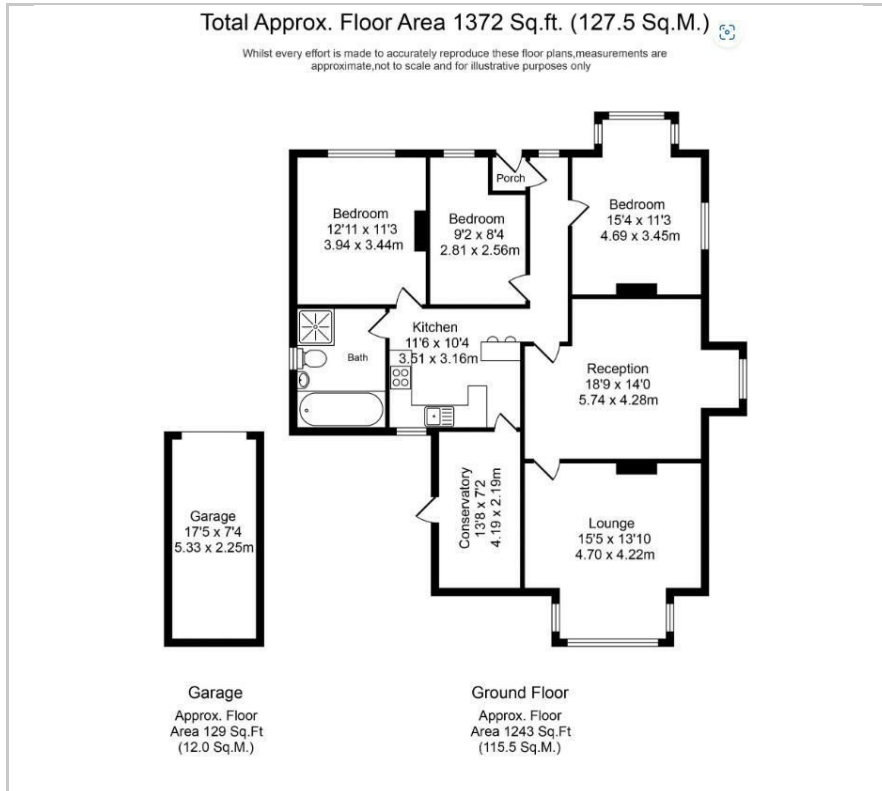 Total Approx. Floor Area 1372 Sq.ft. (127.5 Sq.M.)
Whilst every effort is made to accurately reproduce these floor plans,measurements are
approximate,not to scale and for illustrative purposes only
Porch
Bedroom
12'11 x 11'3
3.94 x 3.44m
Bedroom
9'2 x 8'4
2.81 x 2.56m
Bedroom
15'4 x 11'3
4.69 x 3.45m
Bath
Kitchen
11'6 x 10'4
3.51 x 3.16m
Reception
18'9 x 14'0
5.74 x 4.28m
Conservatory
13'8 x 7'2
4.19 x 2.19m
Lounge
15'5 x 13'10
4.70 x 4.22m
Garage
17'5 x 7'4
5.33 x 2.25m
Garage
Approx. Floor
Area 129 Sq.Ft
(12.0 Sq.M.)
Ground Floor
Approx. Floor
Area 1243 Sq.Ft
(115.5 Sq.M.)